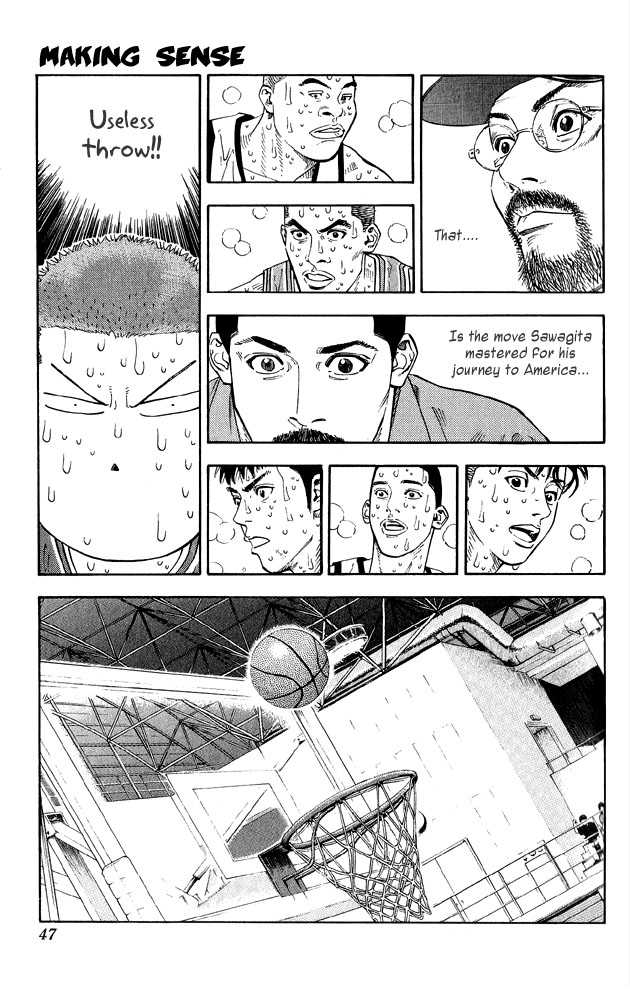 MAKING SENSE
That....
Is the move Sawagita
mastered for his
journey to America...
Useless
throw!!
47